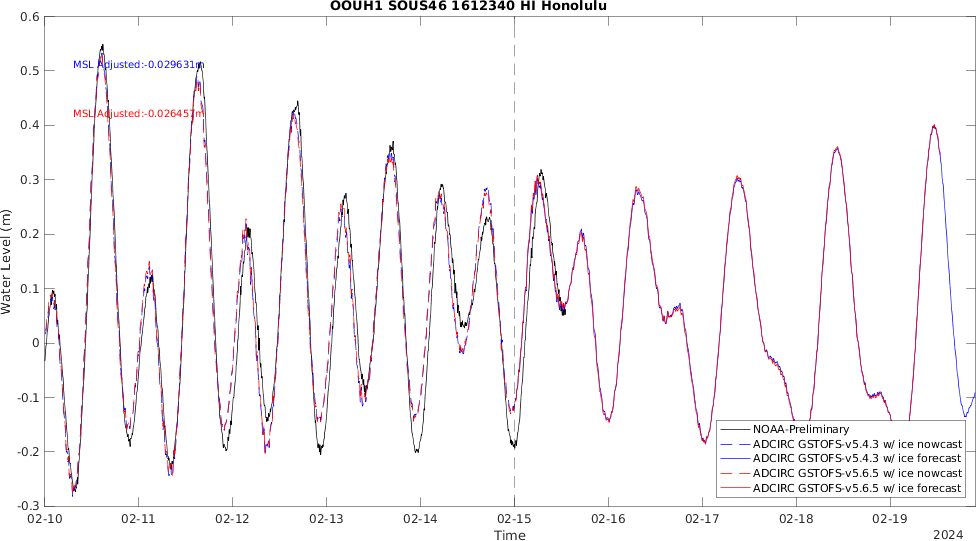 OOUH1 SOUS46 1612340 HI Honolulu
0.6
0.5
0.4
0.3
0.2
0.1
0
-0.1
-0.2
-0.3
Water Level (m)
MSL Adjusted:-0.029631m
MSL Adjusted:-0.026457m
NOAA-Preliminary
ADCIRC GSTOFS-v5.4.3 w/ ice nowcast
ADCIRC GSTOFS-v5.4.3 w/ ice forecast
ADCIRC GSTOFS-v5.6.5 w/ ice nowcast
ADCIRC GSTOFS-v5.6.5 w/ ice forecast
02-10 02-11 02-12 02-13 02-14 02-15 02-16 02-17 02-18 02-19
Time
2024